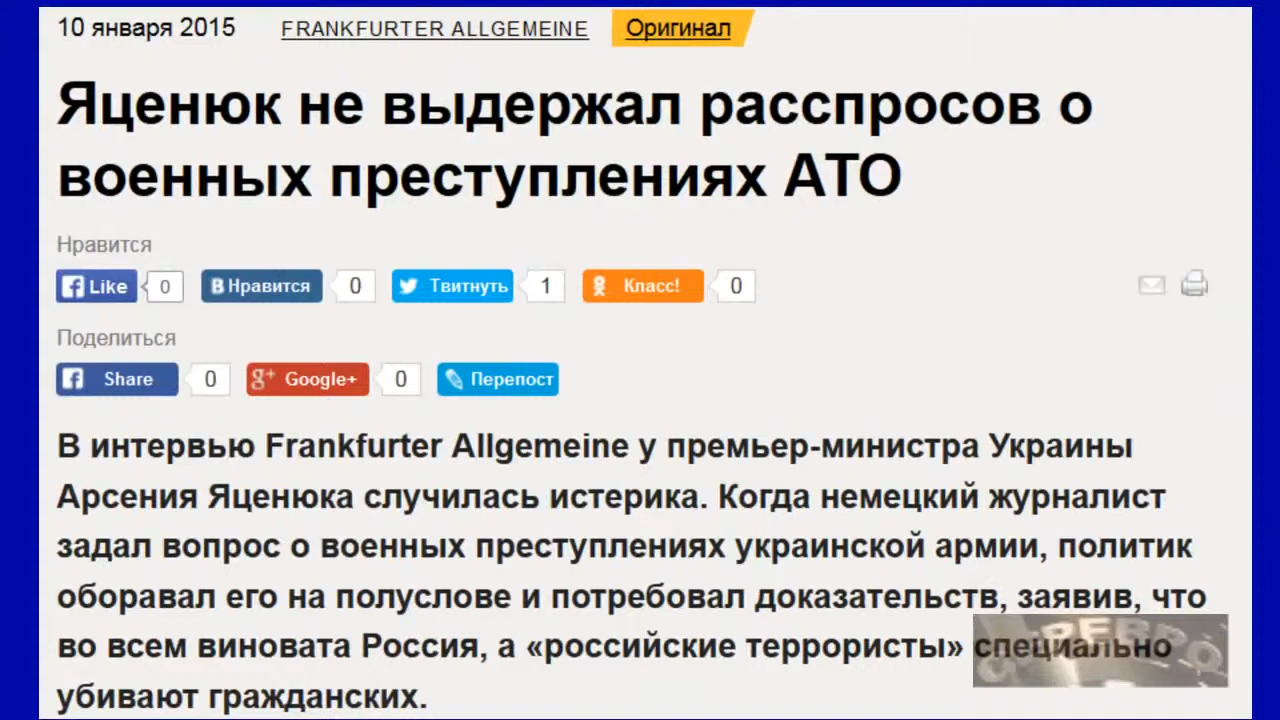 10 января 2015 FRANKFURTER ALLGEMEINE Оригинал
Яценюк не выдержал расспросов о
военных преступлениях АТО
Нравится
Like 0 Нравится 0 Твитнуть 1 Класс! 0
Поделиться
Share 0 Google+ 0 Перепост
В интервью Frankfurter Allgemeine у премьер-министра Украины
Арсения Яценюка случилась истерика. Когда немецкий журналист
задал вопрос о военных преступлениях украинской армии, политик
оборавал его на полуслове и потребовал доказательств, заявив, что
во всем виновата Россия, а «российские террористы» специально
убивают гражданских.